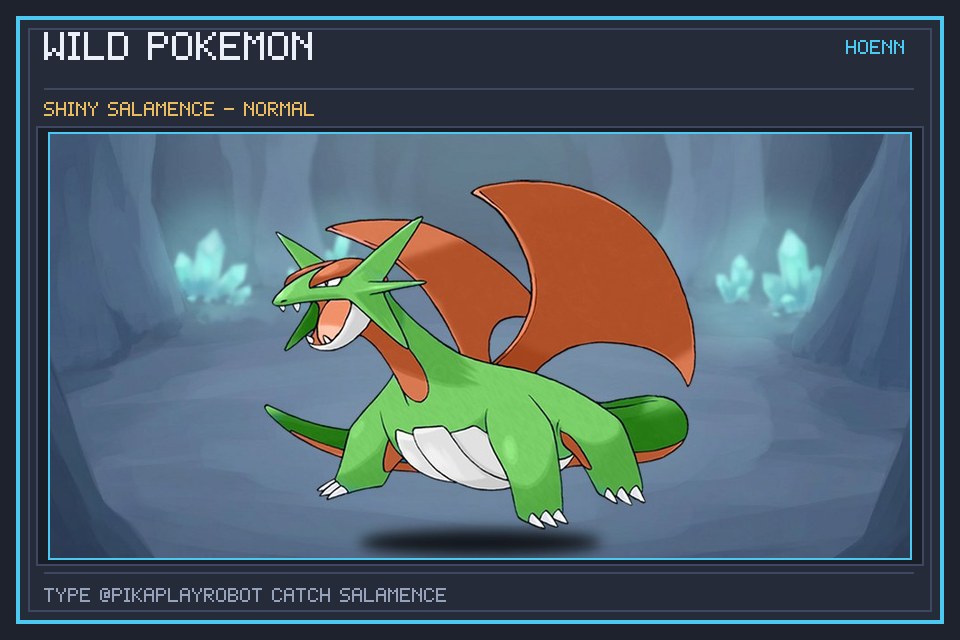 WILD POKEMON
HOENN
SHINY SALAMENCE - NORMAL
TYPE @PIKAPLAYROBOT CATCH SALAMENCE